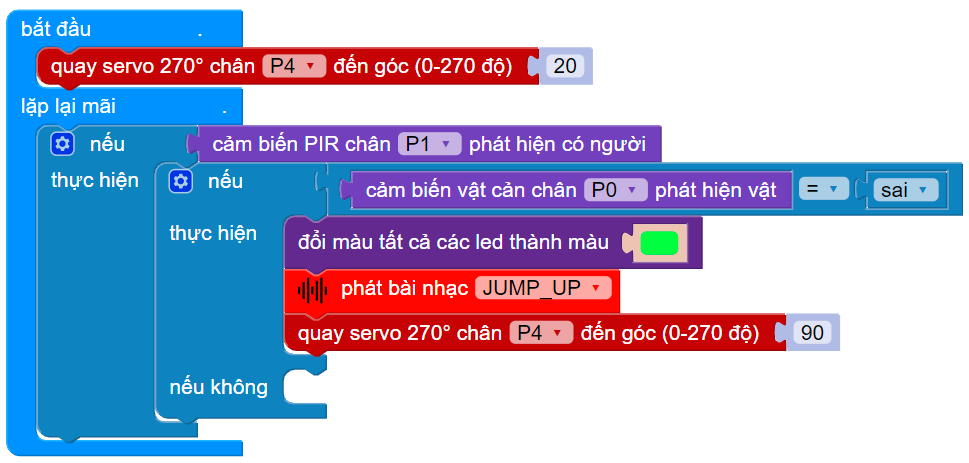 bắt đầu .
quay servo 270° chân P4 đến góc (0-270 độ) 20
lặp lại mãi .
nếu cảm biến PIR chân P1 phát hiện có người
thực hiện nếu cảm biến vật cản chân P0 phát hiện vật = sai
thực hiện đổi màu tất cả các led thành màu
phát bài nhạc JUMP_UP
quay servo 270° chân P4 đến góc (0-270 độ) 90
nếu không